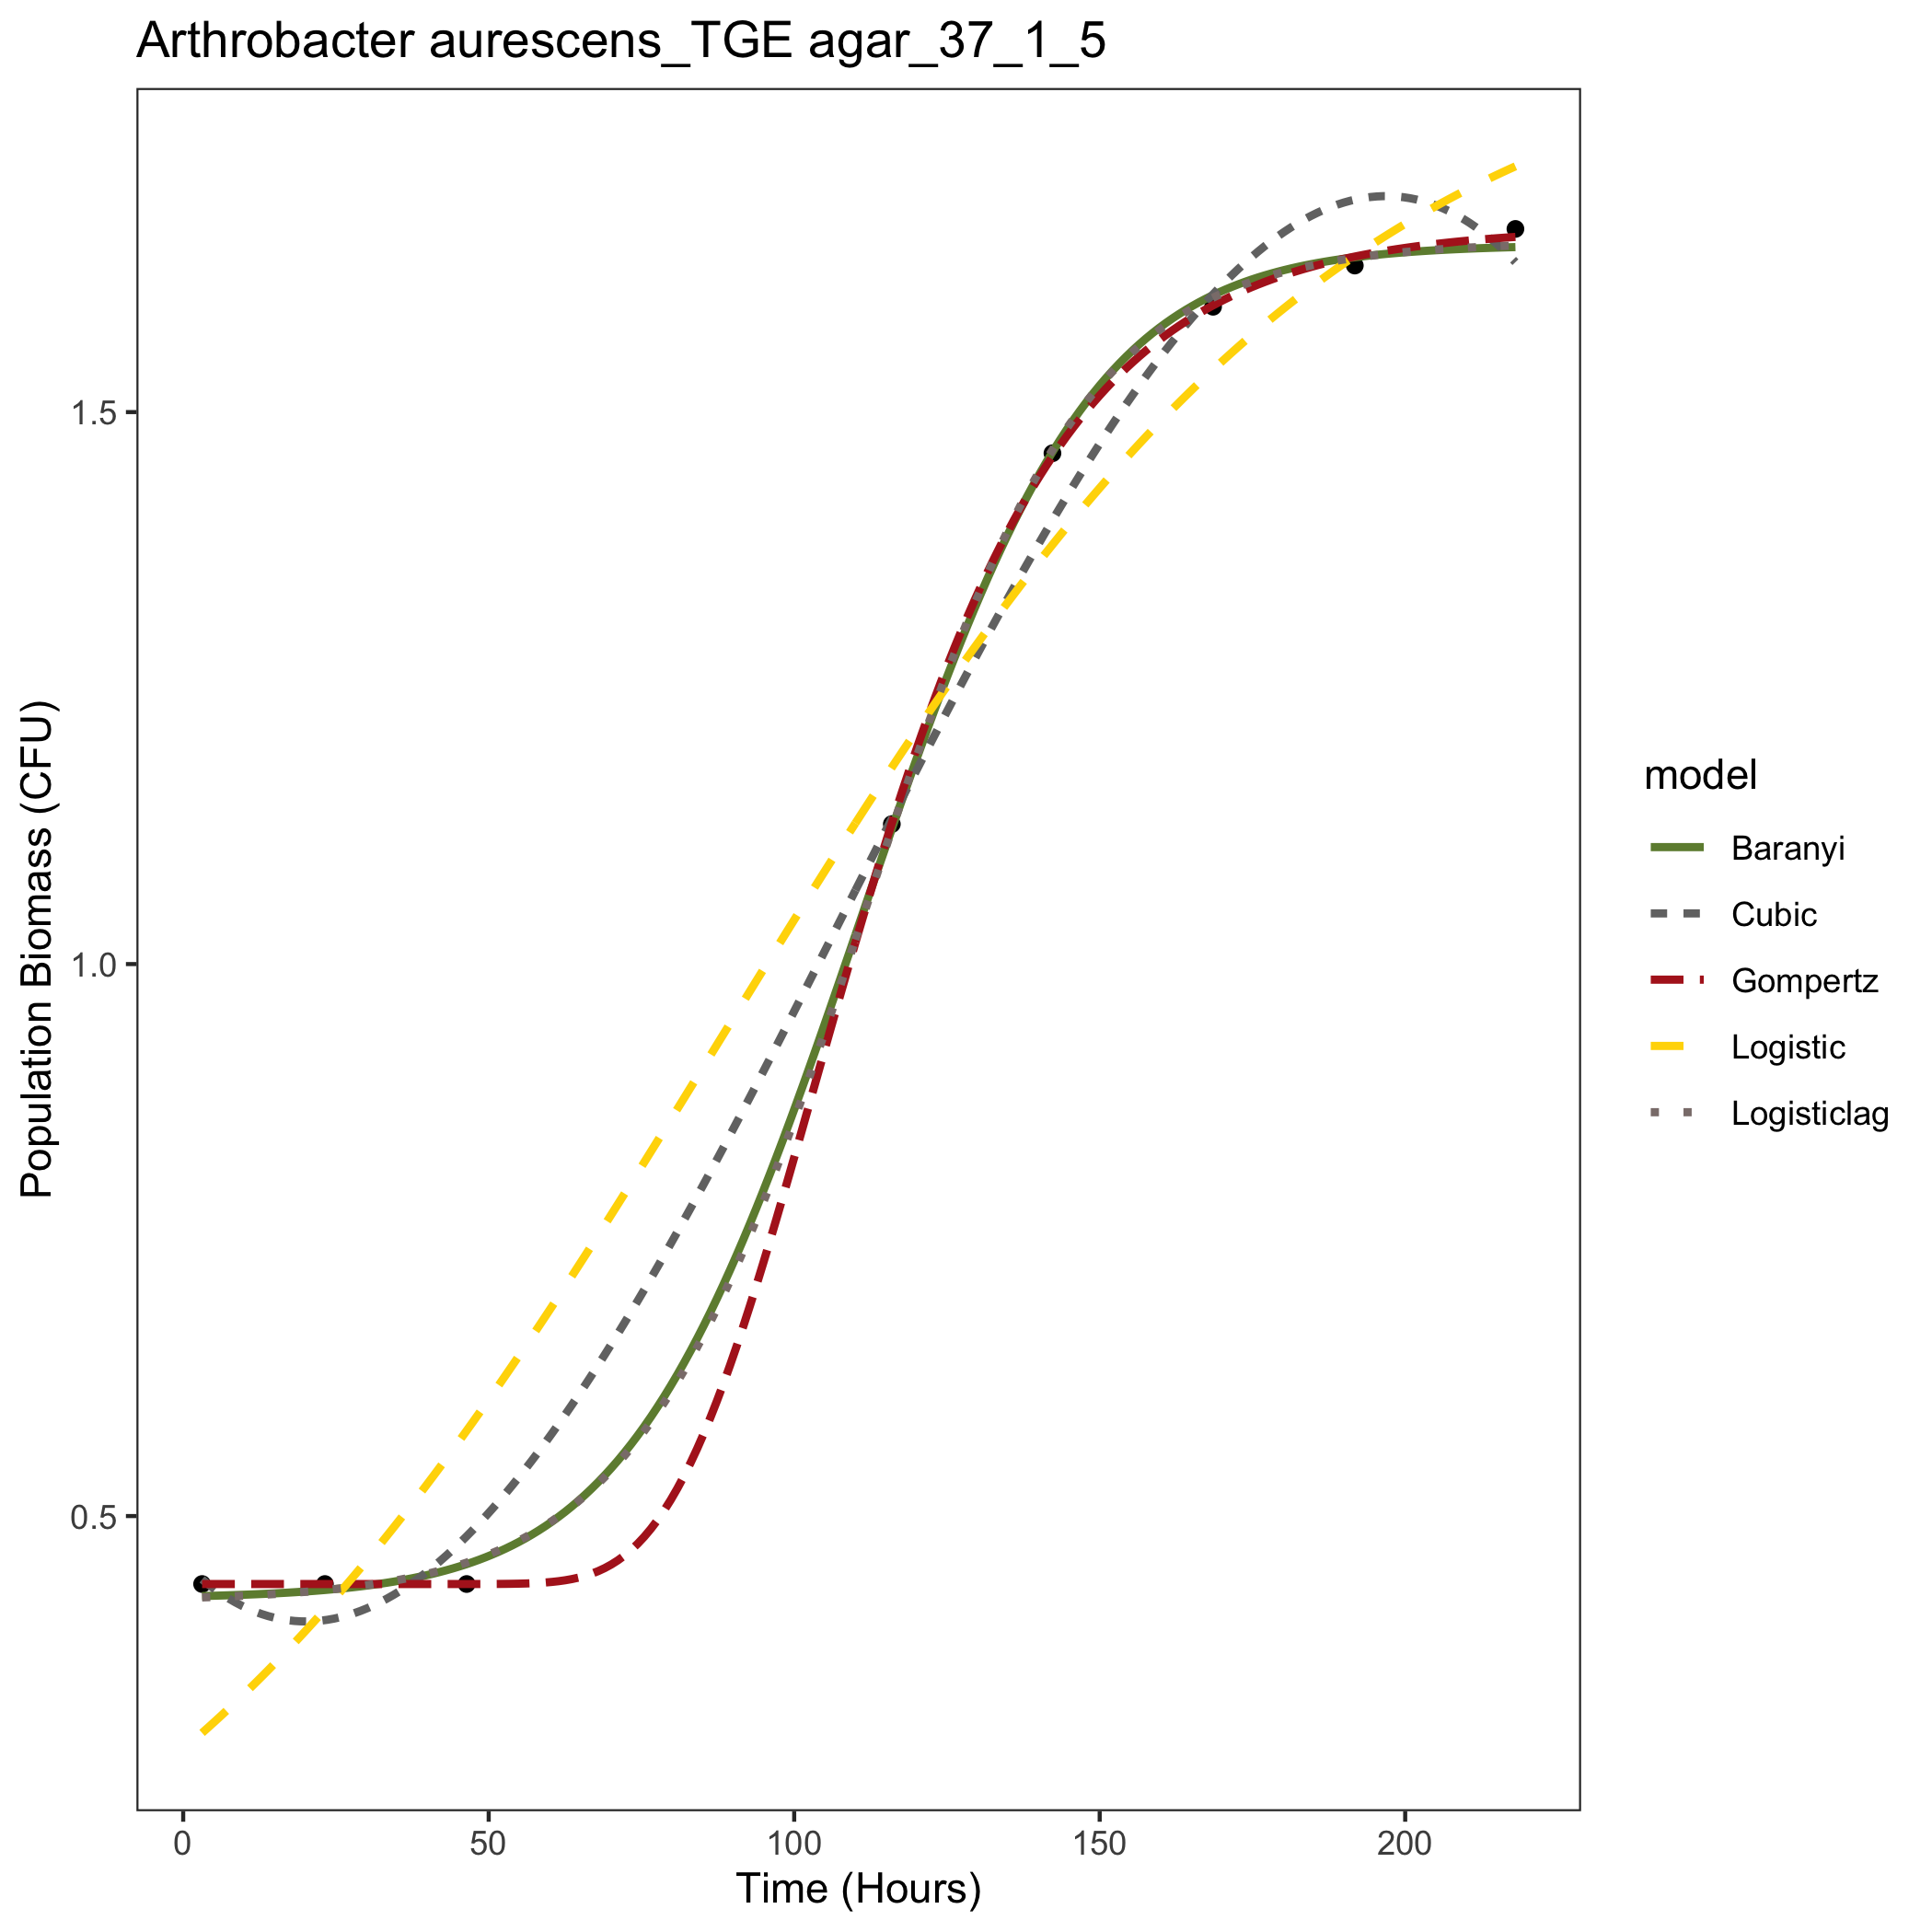 Arthrobacter aurescens_TGE agar_37_1_5
Population Biomass (CFU)
1.5
1.0
0.5
0
50
100
150
200
Time (Hours)
model
Baranyi
Cubic
Gompertz
Logistic
Logisticlag